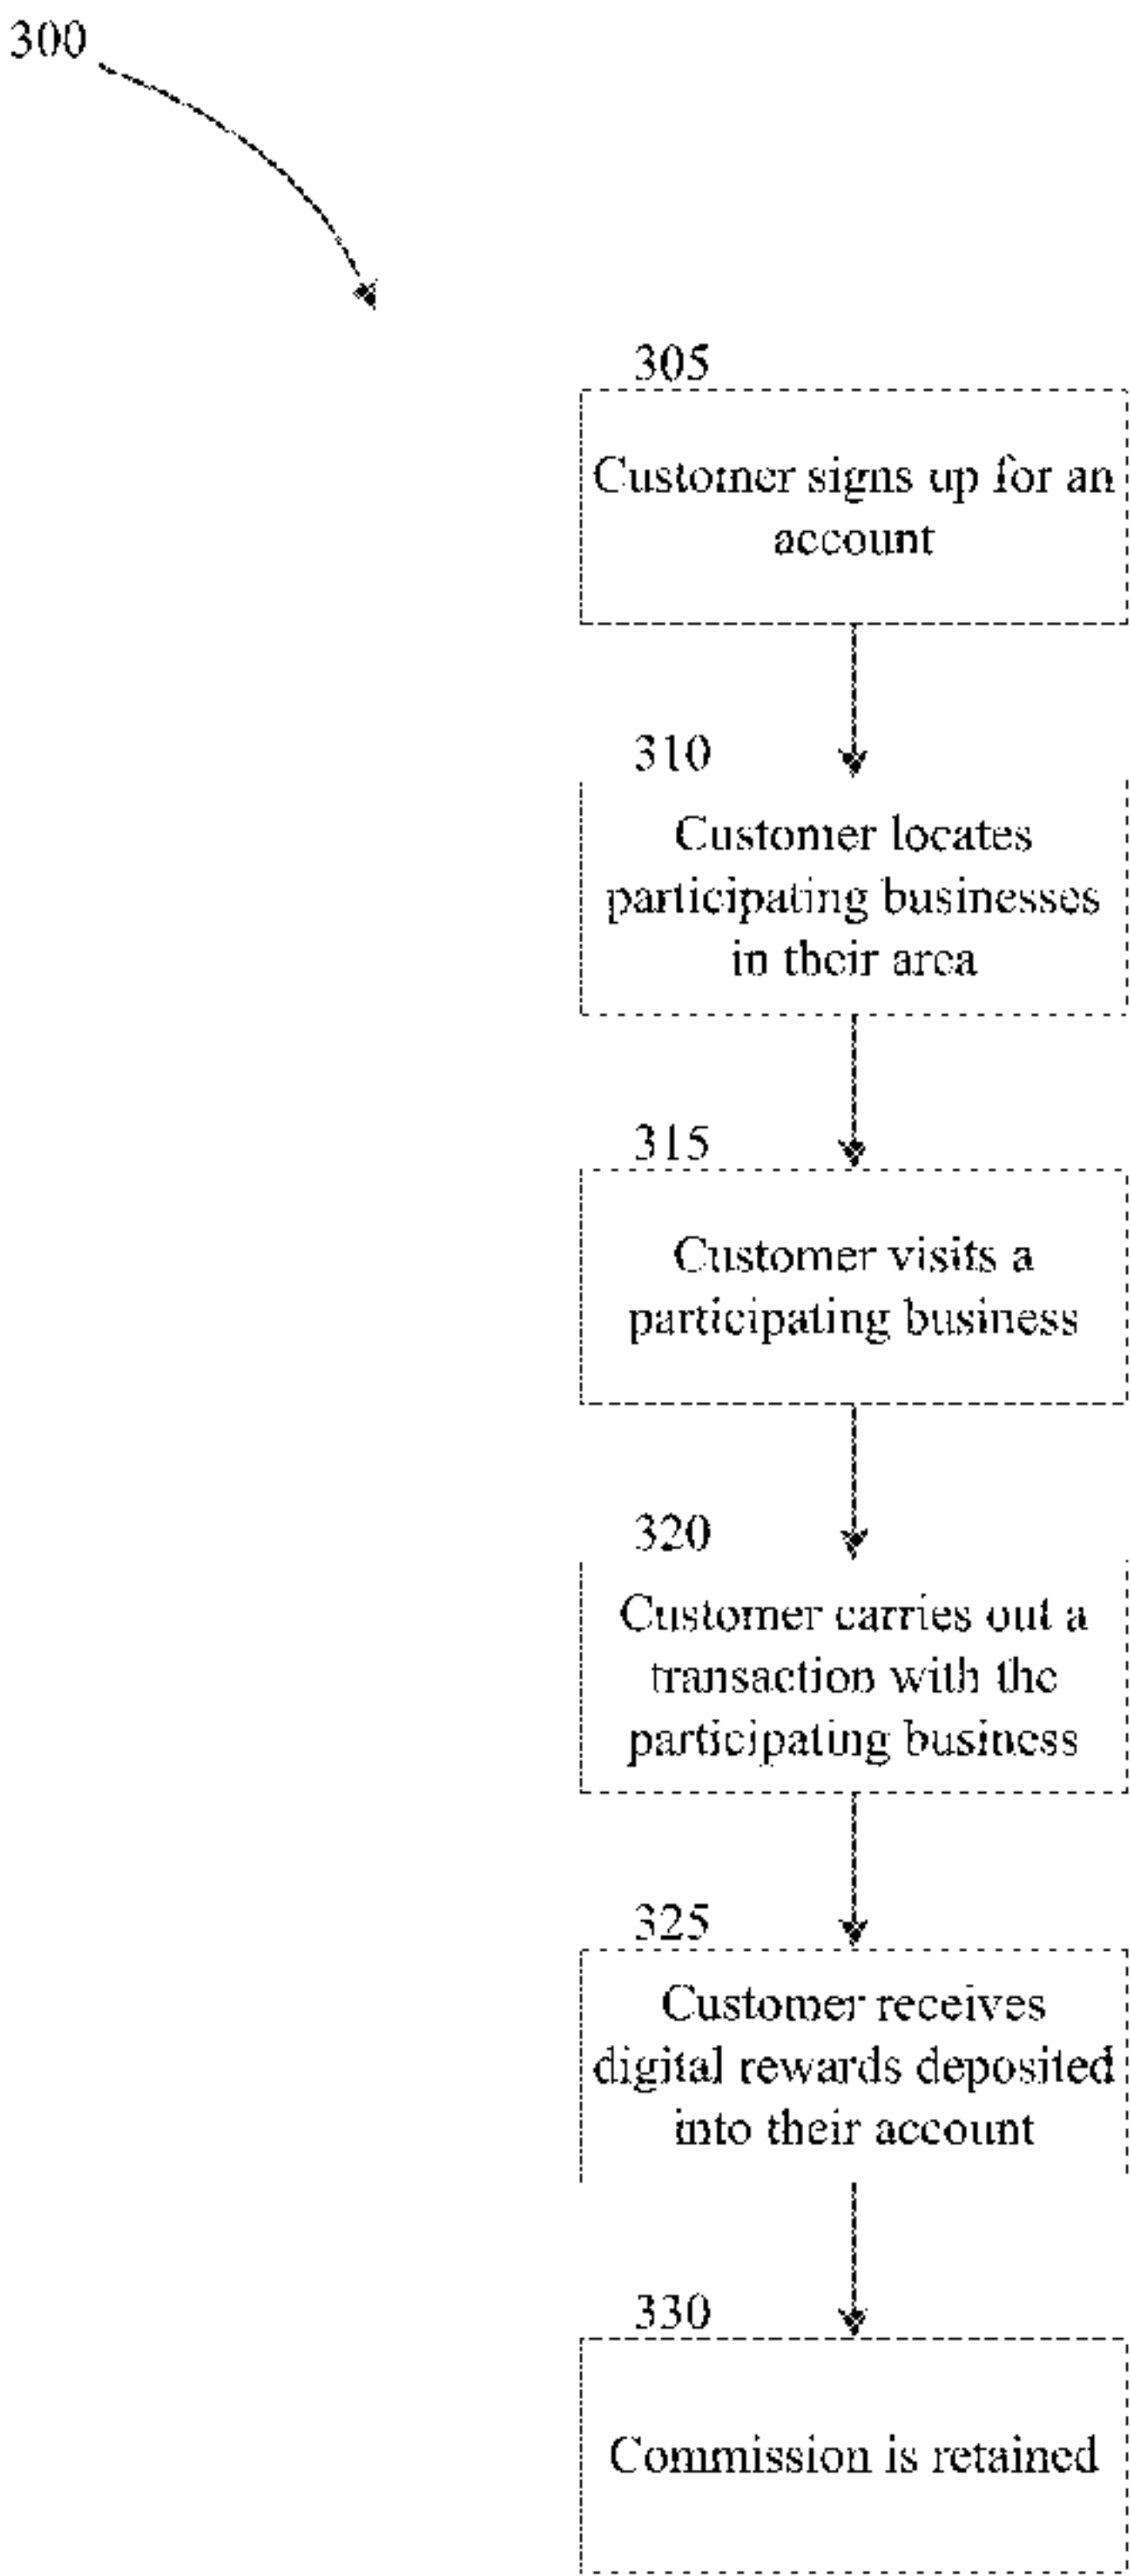 300
305
Customer signs up for an
account
310
Customer locates
participating businesses
in their area
315
Customer visits a
participating business
320
Customer carries out a
transaction with the
participating business
325
Customer receives
digital rewards deposited
into their account
330
Commission is retained